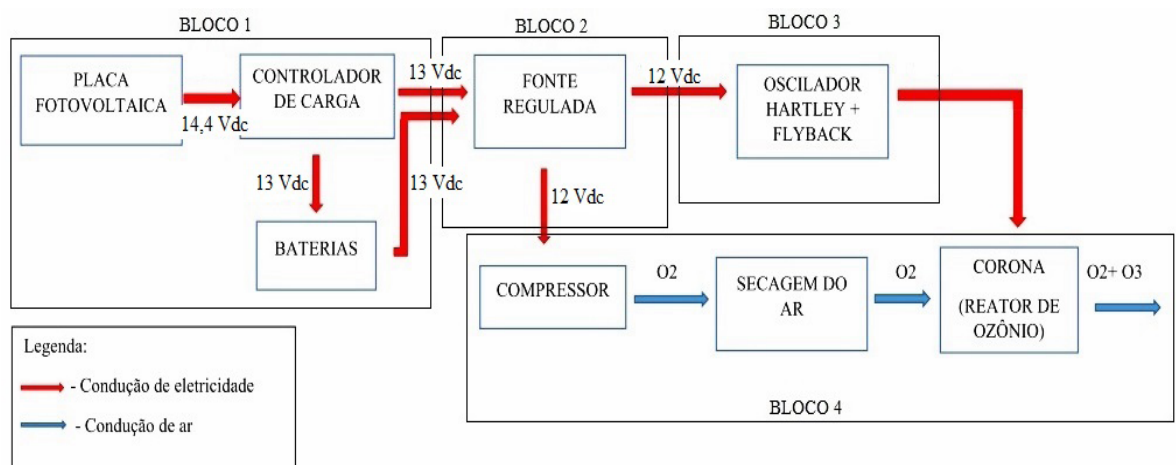 BLOCO 1
PLACA
FOTOVOLTAICA
14,4 Vdc
CONTROLADOR
DE CARGA
13 Vdc
BATERIAS
13 Vdc
13 Vdc
BLOCO 2
FONTE
REGULADA
12 Vdc
12 Vdc
BLOCO 3
OSCILADOR
HARTLEY +
FLYBACK
COMPRESSOR
O2
SECAGEM DO
AR
O2
CORONA
(REATOR DE
OZÔNIO)
O2+ O3
BLOCO 4
Legenda:
- Condução de eletricidade
- Condução de ar